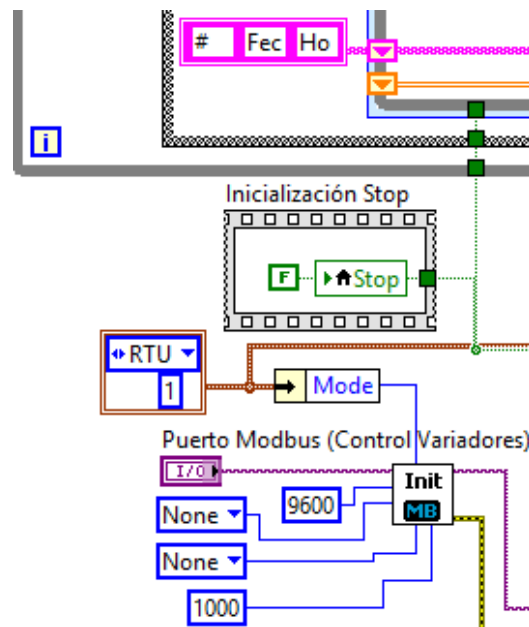 # Fec Ho
i
Inicialización Stop
F Stop
RTU
1
Mode
Puerto Modbus (Control Variadores)
I/O
Init
MB
9600
None
None
1000